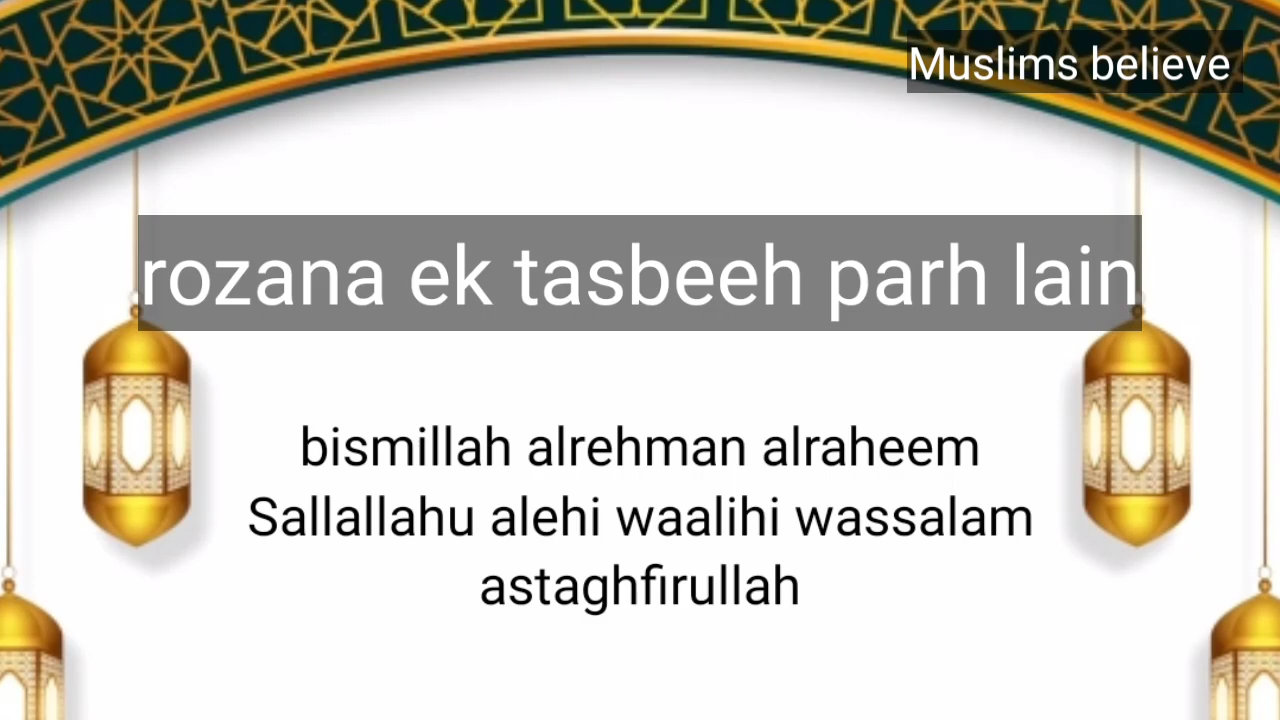 Muslims believe
rozana ek tasbeeh parh lain
bismillah alrehman alraheem
Sallallahu alehi waalihi wassalam
astaghfirullah